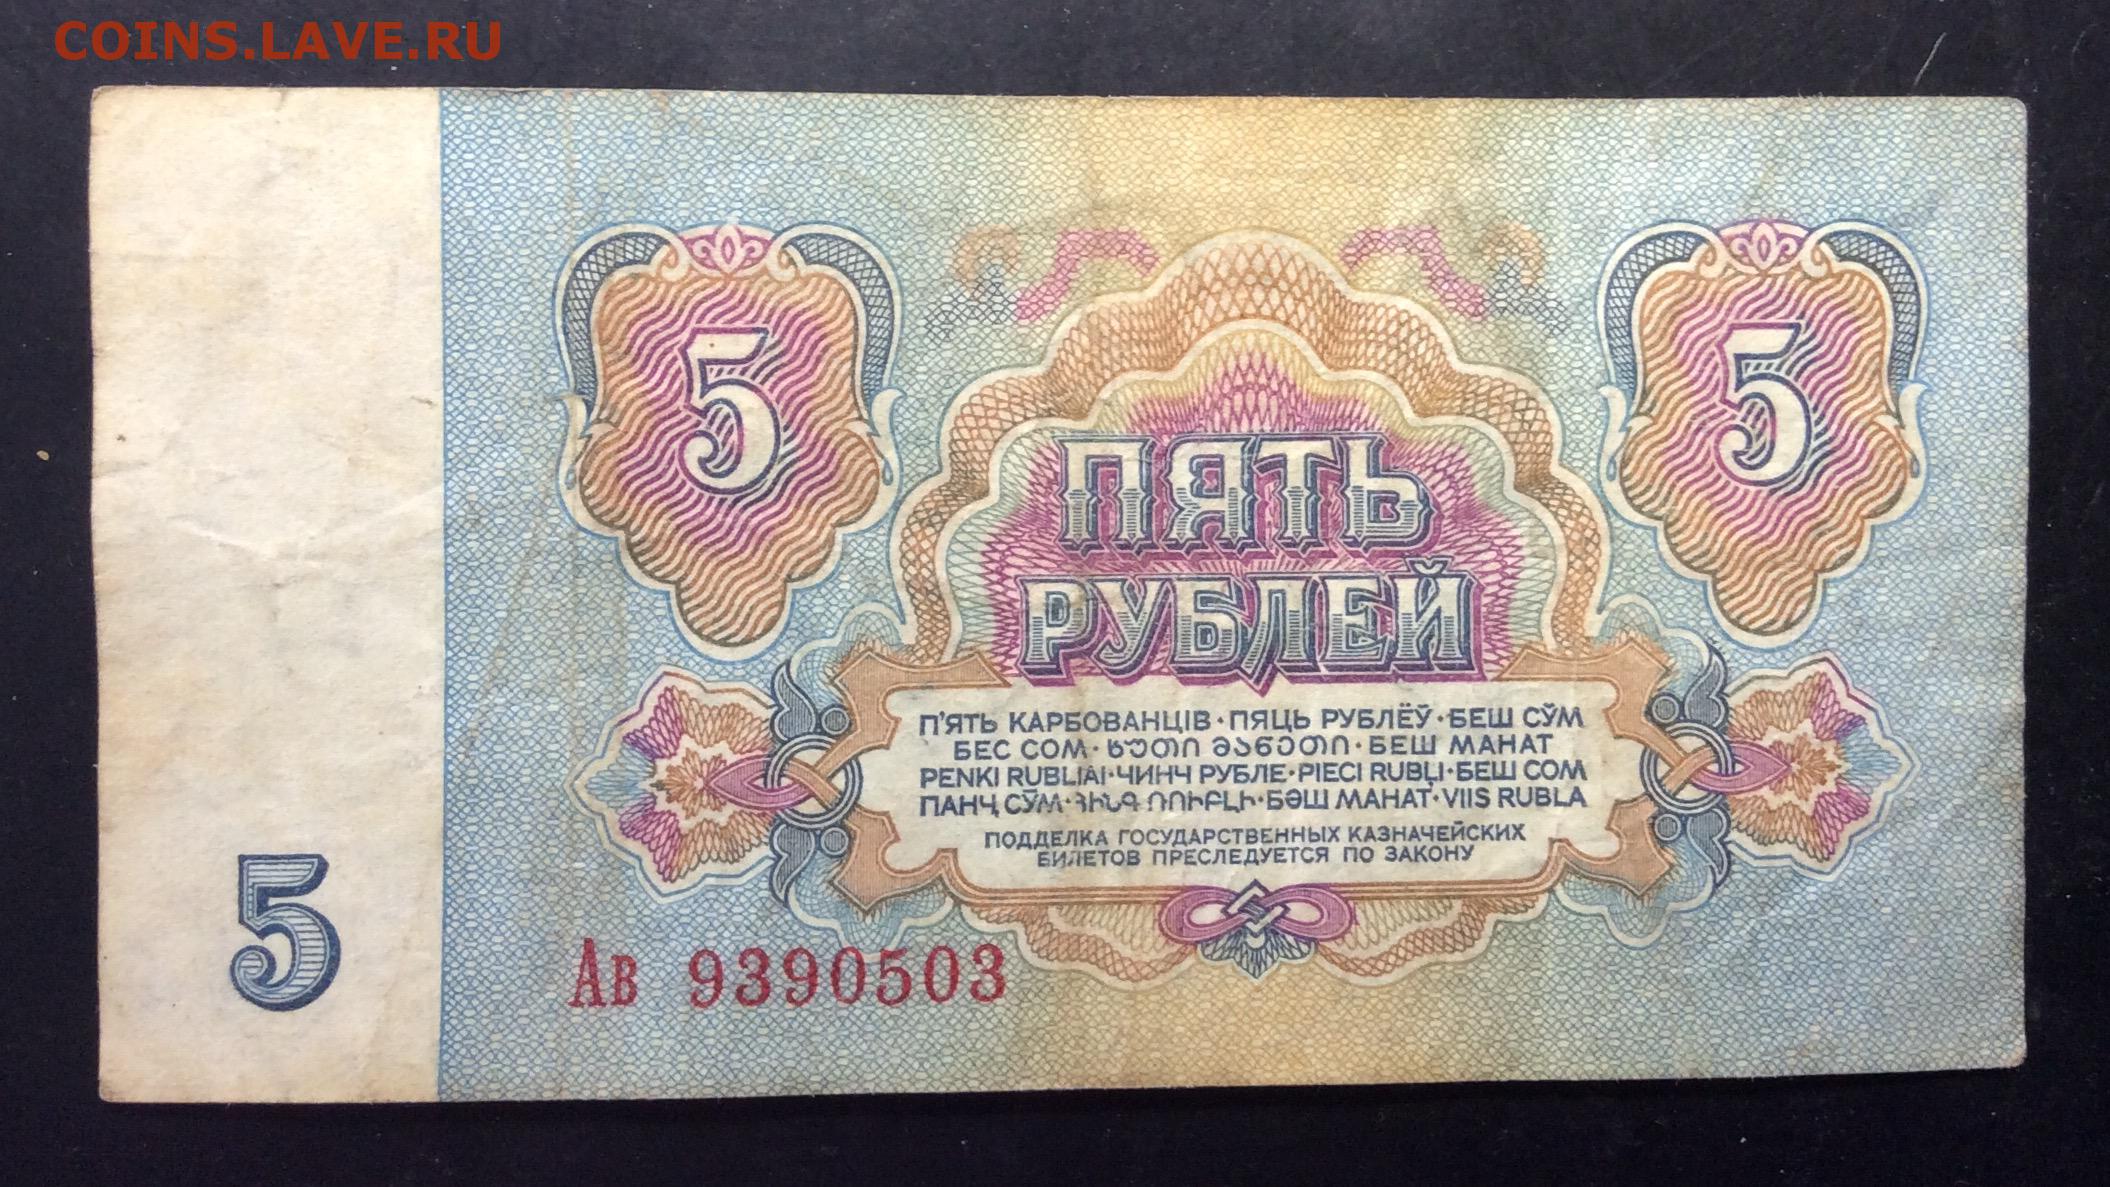 COINS.LAVE.RU
5
5
ПЯТЬ
РУБЛЕЙ
П'ЯТЬ КАРБОВАНЦІВ · ПЯЦЬ РУБЛЁЎ · БЕШ СЎМ
БЕС СОМ · ᲮᲣᲗᲘ ᲛᲐᲜᲔᲗᲘ · БЕШ МАНАТ
PENKI RUBLIAI · ЧИНЧ РУБЛЕ · PIECI RUBĻI · БЕШ СОМ
ПАНҶ СӮМ · ՀԻՆԳ ՌՈՒԲԼԻ · БӘШ МАНАТ · VIIS RUBLA
ПОДДЕЛКА ГОСУДАРСТВЕННЫХ КАЗНАЧЕЙСКИХ
БИЛЕТОВ ПРЕСЛЕДУЕТСЯ ПО ЗАКОНУ
5
Ав 9390503